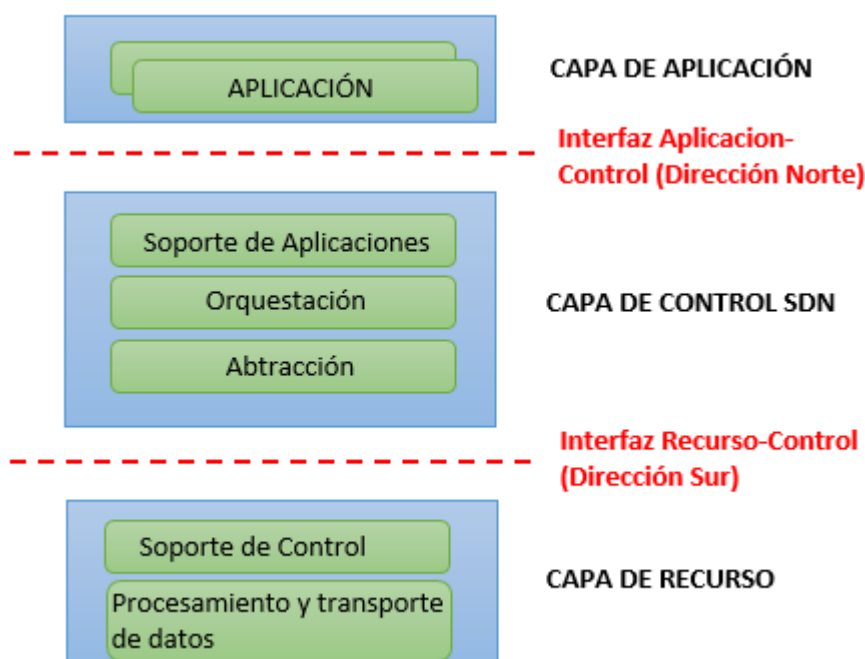 APLICACIÓN
CAPA DE APLICACIÓN
Interfaz Aplicacion-
Control (Dirección Norte)
Soporte de Aplicaciones
Orquestación
Abtracción
CAPA DE CONTROL SDN
Interfaz Recurso-Control
(Dirección Sur)
Soporte de Control
Procesamiento y transporte
de datos
CAPA DE RECURSO